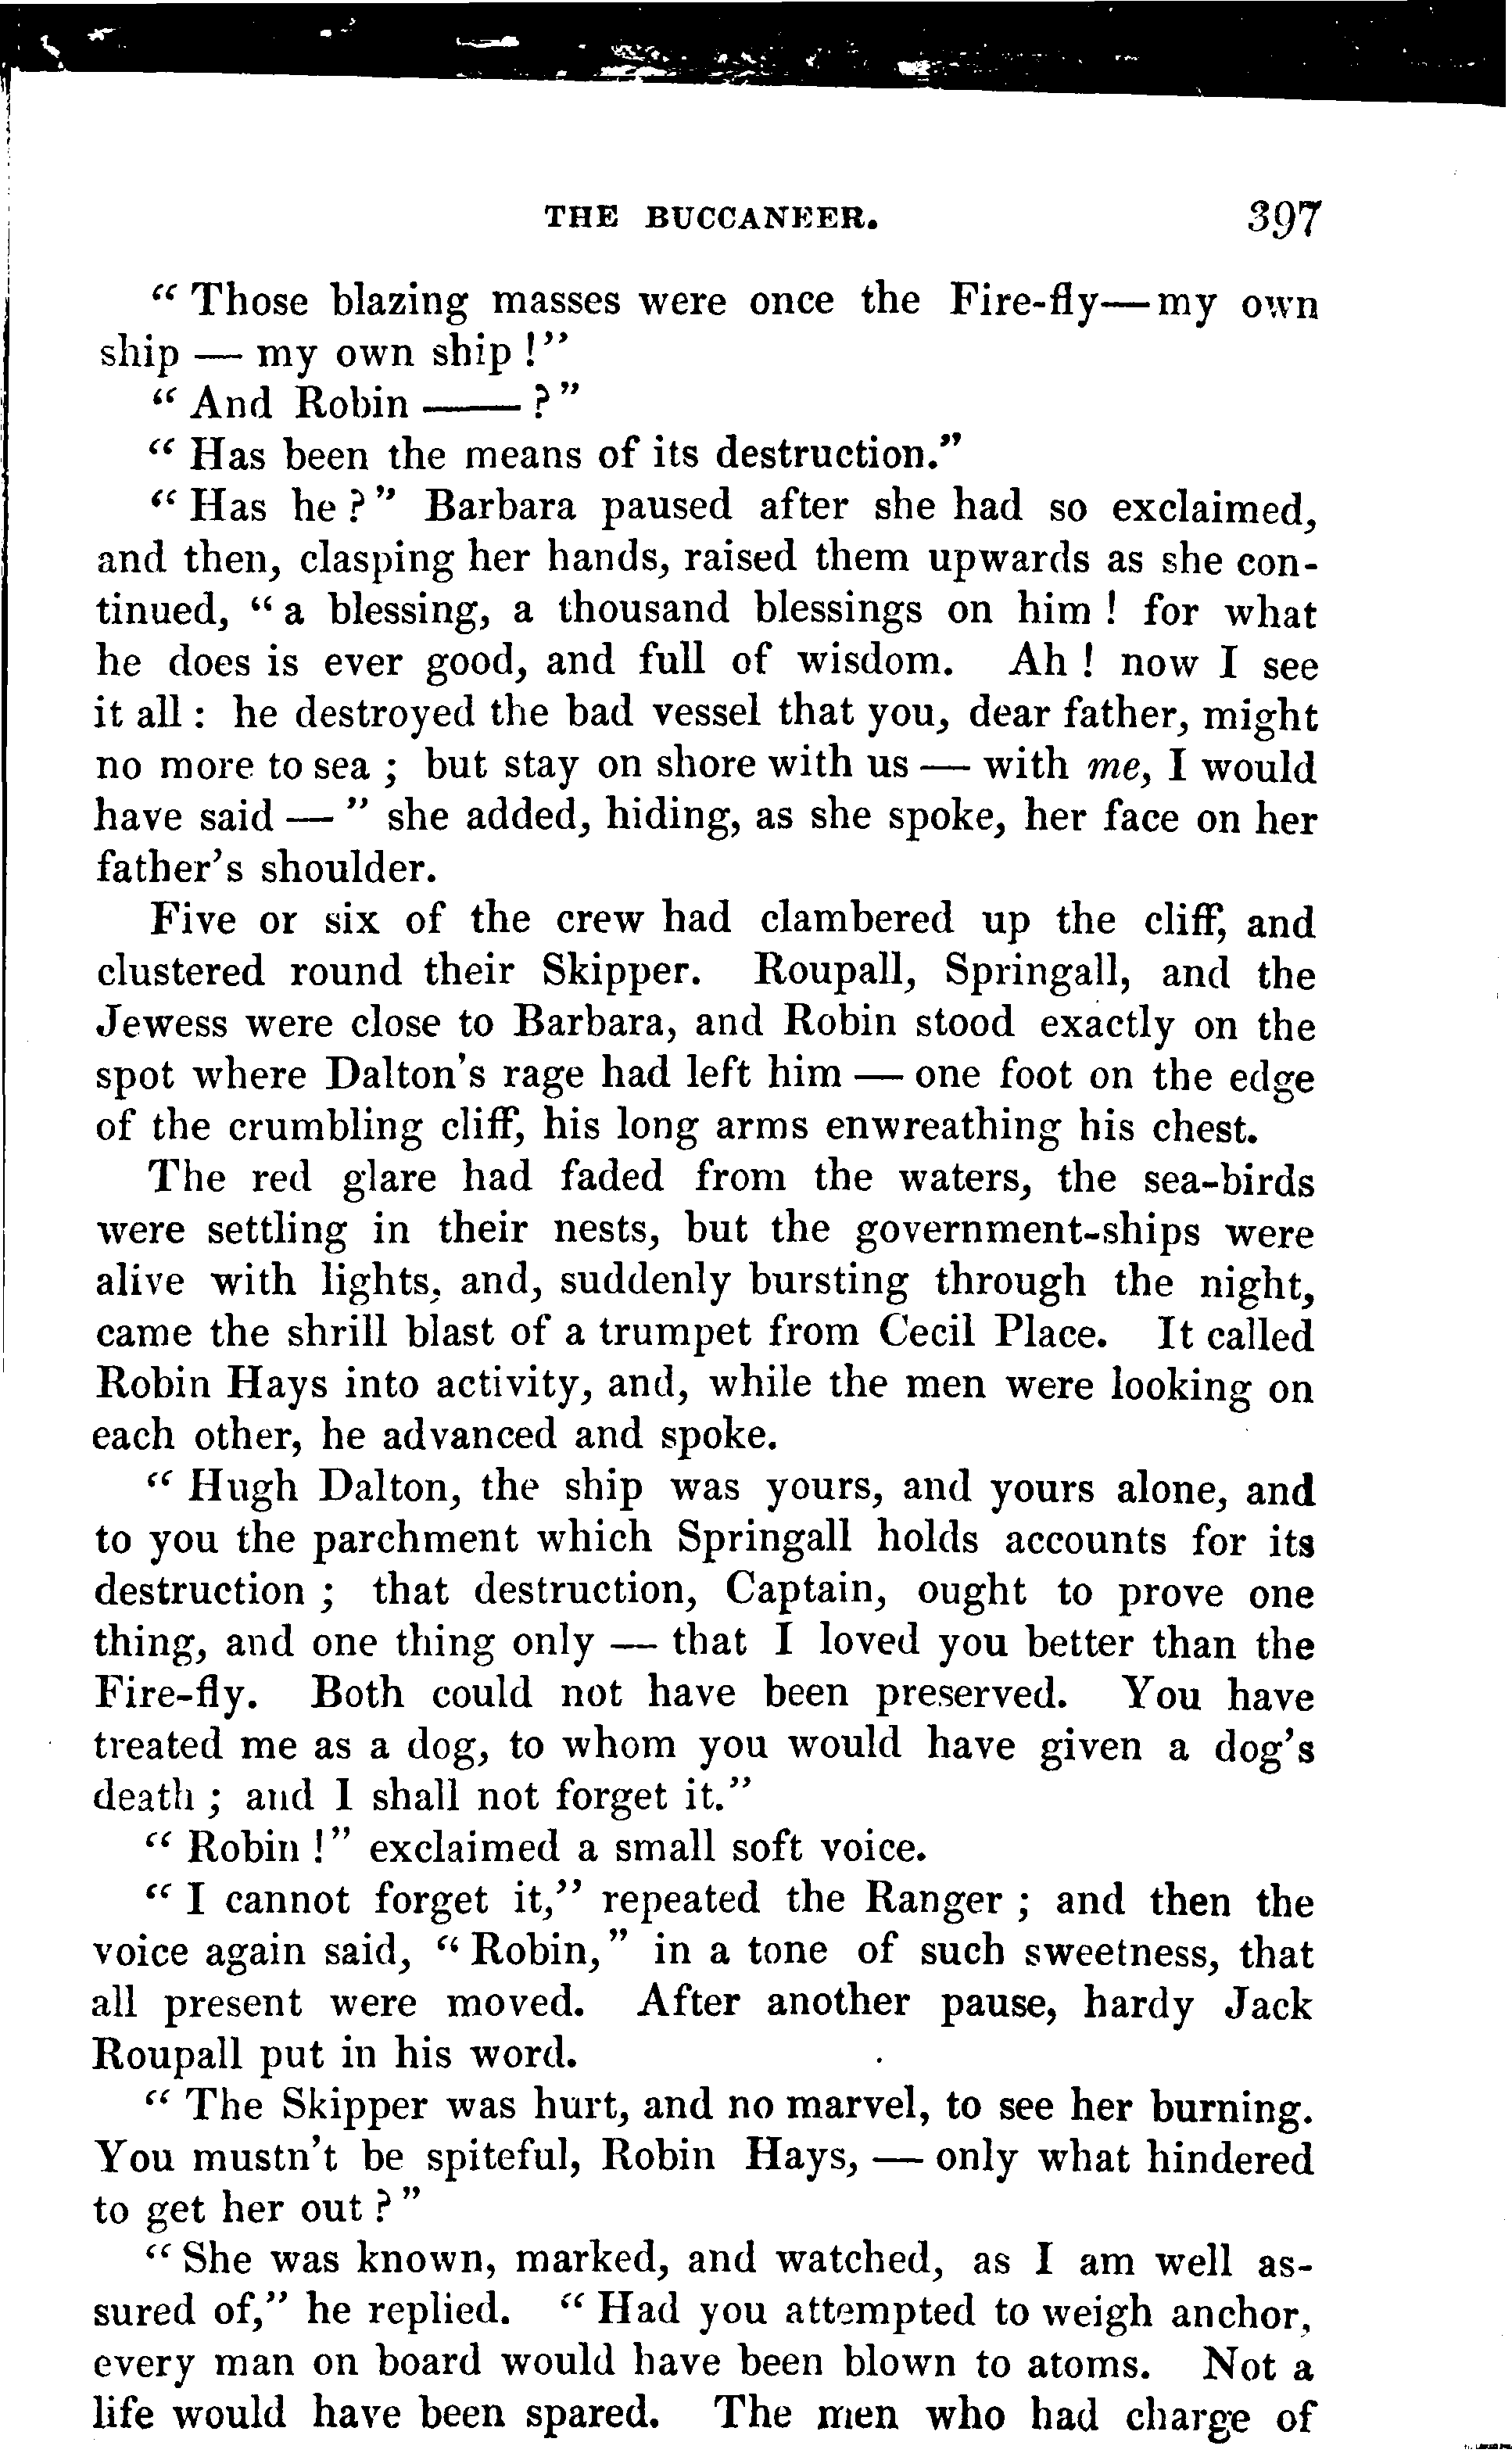 THE BUCCANEER. 397
“ Those blazing masses were once the Fire-fly—my own
ship — my own ship !”
“ And Robin —— ? ”
“ Has been the means of its destruction.”
“ Has he ? ” Barbara paused after she had so exclaimed,
and then, clasping her hands, raised them upwards as she con-
tinued, “ a blessing, a thousand blessings on him ! for what
he does is ever good, and full of wisdom. Ah ! now I see
it all : he destroyed the bad vessel that you, dear father, might
no more to sea ; but stay on shore with us — with me, I would
have said — ” she added, hiding, as she spoke, her face on her
father's shoulder.
Five or six of the crew had clambered up the cliff, and
clustered round their Skipper. Roupall, Springall, and the
Jewess were close to Barbara, and Robin stood exactly on the
spot where Dalton's rage had left him — one foot on the edge
of the crumbling cliff, his long arms enwreathing his chest.
The red glare had faded from the waters, the sea-birds
were settling in their nests, but the government-ships were
alive with lights, and, suddenly bursting through the night,
came the shrill blast of a trumpet from Cecil Place. It called
Robin Hays into activity, and, while the men were looking on
each other, he advanced and spoke.
“ Hugh Dalton, the ship was yours, and yours alone, and
to you the parchment which Springall holds accounts for its
destruction ; that destruction, Captain, ought to prove one
thing, and one thing only — that I loved you better than the
Fire-fly. Both could not have been preserved. You have
treated me as a dog, to whom you would have given a dog's
death ; and I shall not forget it.”
“ Robin !” exclaimed a small soft voice.
“ I cannot forget it,” repeated the Ranger ; and then the
voice again said, “ Robin, ” in a tone of such sweetness, that
all present were moved. After another pause, hardy Jack
Roupall put in his word.
“ The Skipper was hurt, and no marvel, to see her burning.
You mustn't be spiteful, Robin Hays, — only what hindered
to get her out ? ”
“ She was known, marked, and watched, as I am well as-
sured of,” he replied. “ Had you attempted to weigh anchor,
every man on board would have been blown to atoms. Not a
life would have been spared. The men who had charge of